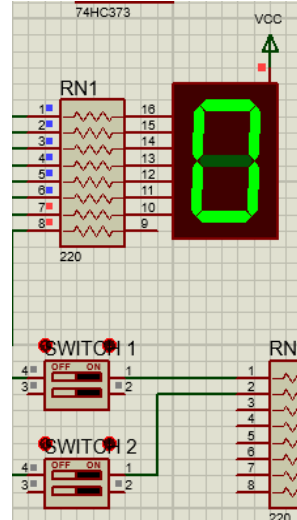 74HC373
VCC
RN1
1 16
2 15
3 14
4 13
5 12
6 11
7 10
8 9
220
SWITCH 1
OFF ON
4 1
3 2
SWITCH 2
OFF ON
4 1
3 2
RN
1
2
3
4
5
6
7
8
220